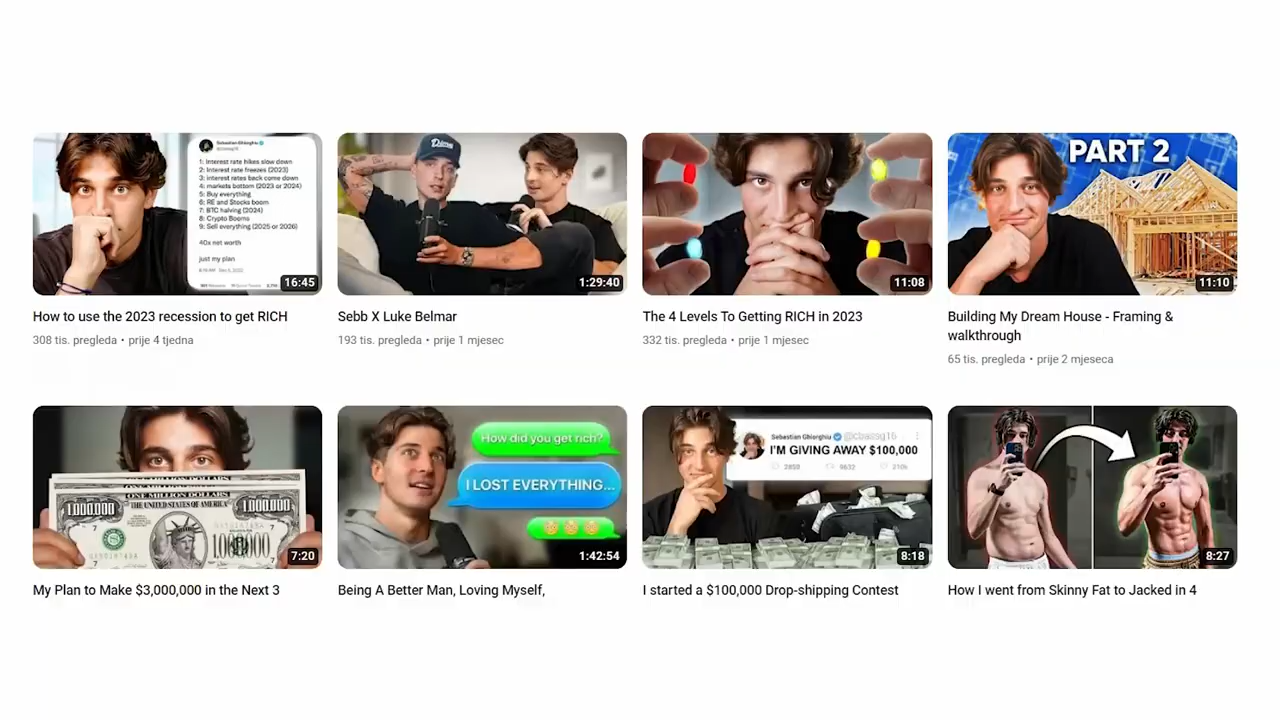 Sebastian Ghiorghiu
1: Interest rate hikes slow down
2: Interest rate freezes (2023)
3: interest rates back come down
4: markets bottom (2023 or 2024)
5: Buy everything
6: RE and Stocks boom
7: BTC halving (2024)
8: Crypto Booms
9: Sell everything (2025 or 2026)
40x net worth
just my plan
16:45
Dime
1:29:40
11:08
PART 2
11:10
How to use the 2023 recession to get RICH
308 tis. pregleda • prije 4 tjedna
Sebb X Luke Belmar
193 tis. pregleda • prije 1 mjesec
The 4 Levels To Getting RICH in 2023
332 tis. pregleda • prije 1 mjesec
Building My Dream House - Framing &
walkthrough
65 tis. pregleda • prije 2 mjeseca
ONE MILLION DOLLARS
THE UNITED STATES OF AMERICA
1,000,000
7:20
How did you get rich?
I LOST EVERYTHING...
1:42:54
Sebastian Ghiorghiu @cbassg16
I'M GIVING AWAY $100,000
2858 9632 210k
8:18
8:27
My Plan to Make $3,000,000 in the Next 3
Being A Better Man, Loving Myself,
I started a $100,000 Drop-shipping Contest
How I went from Skinny Fat to Jacked in 4